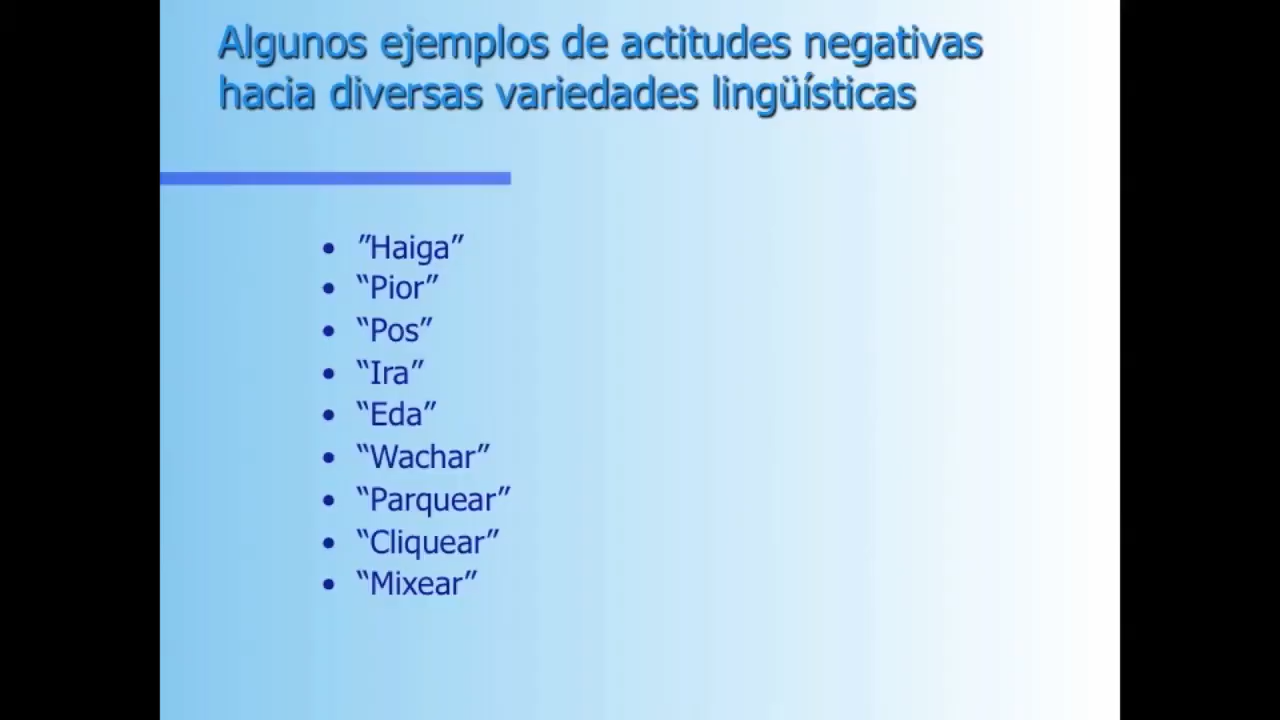 Algunos ejemplos de actitudes negativas
hacia diversas variedades lingüísticas
• ”Haiga”
• “Pior”
• “Pos”
• “Ira”
• “Eda”
• “Wachar”
• “Parquear”
• “Cliquear”
• “Mixear”